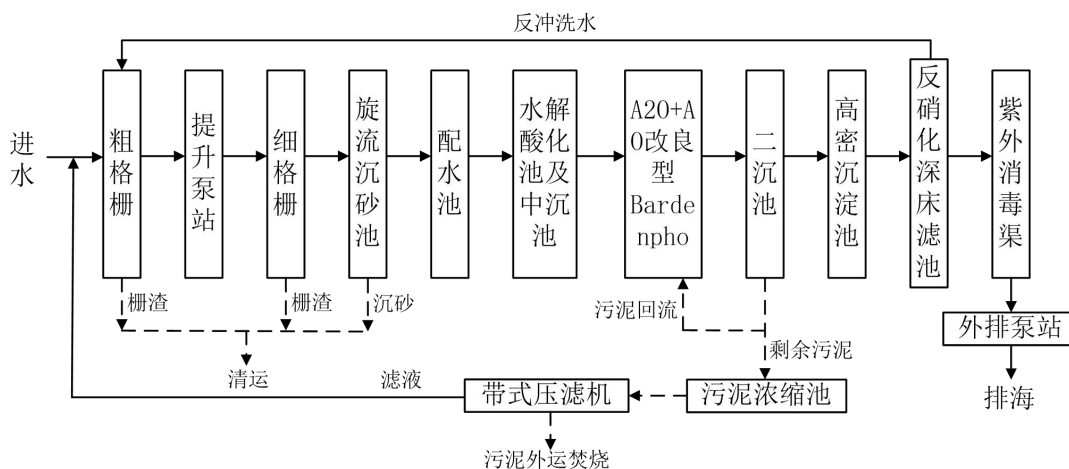 反冲洗水
进水
粗格栅
提升泵站
细格栅
旋流沉砂池
配水池
水解
酸化
池及
中沉
池
A2O+A
O改良
型
Barde
npho
二沉池
高密沉淀池
反硝化深床滤池
紫外消毒渠
栅渣
栅渣
沉砂
污泥回流
外排泵站
剩余污泥
清运
滤液
带式压滤机
污泥浓缩池
排海
污泥外运焚烧